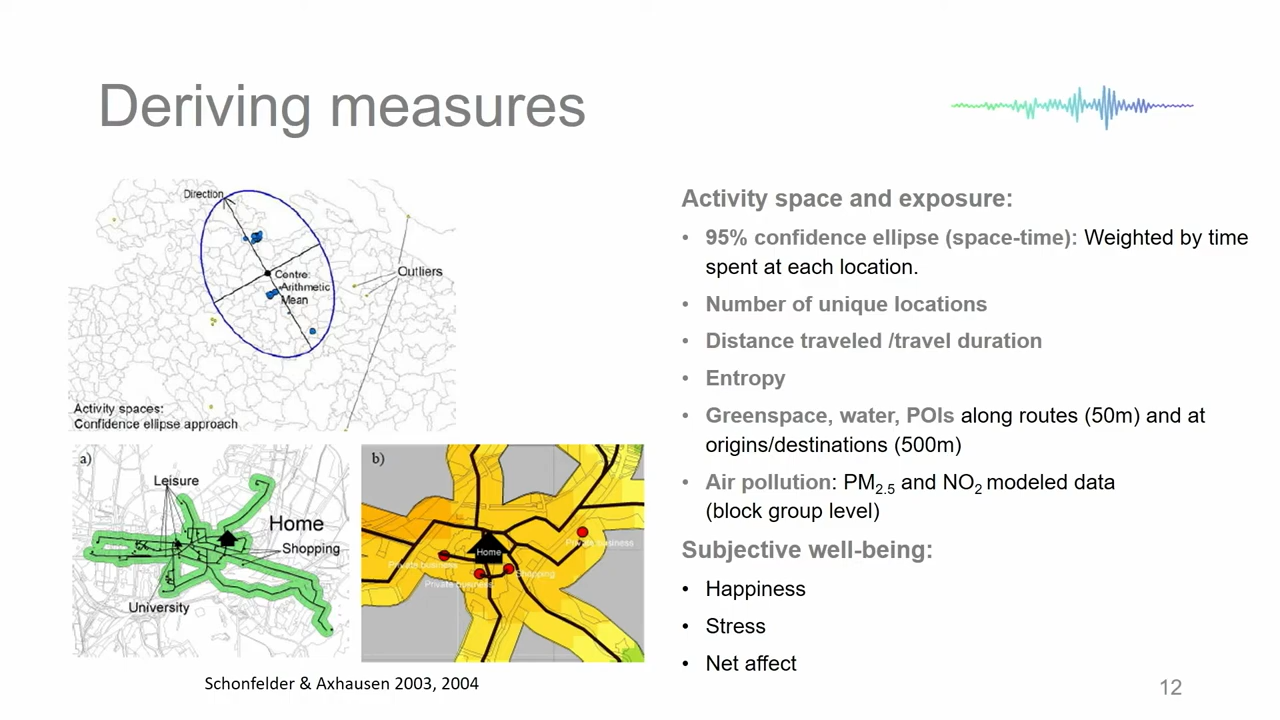 Deriving measures
Direction
Outliers
Centre:
Arithmetic
Mean
Activity spaces:
Confidence ellipse approach
a)
Leisure
Home
Shopping
University
b)
Home
Private business
Private business
Private business
Shopping
Schonfelder & Axhausen 2003, 2004
Activity space and exposure:
• 95% confidence ellipse (space-time): Weighted by time
spent at each location.
• Number of unique locations
• Distance traveled /travel duration
• Entropy
• Greenspace, water, POIs along routes (50m) and at
origins/destinations (500m)
• Air pollution: PM2.5 and NO2 modeled data
(block group level)
Subjective well-being:
• Happiness
• Stress
• Net affect
12